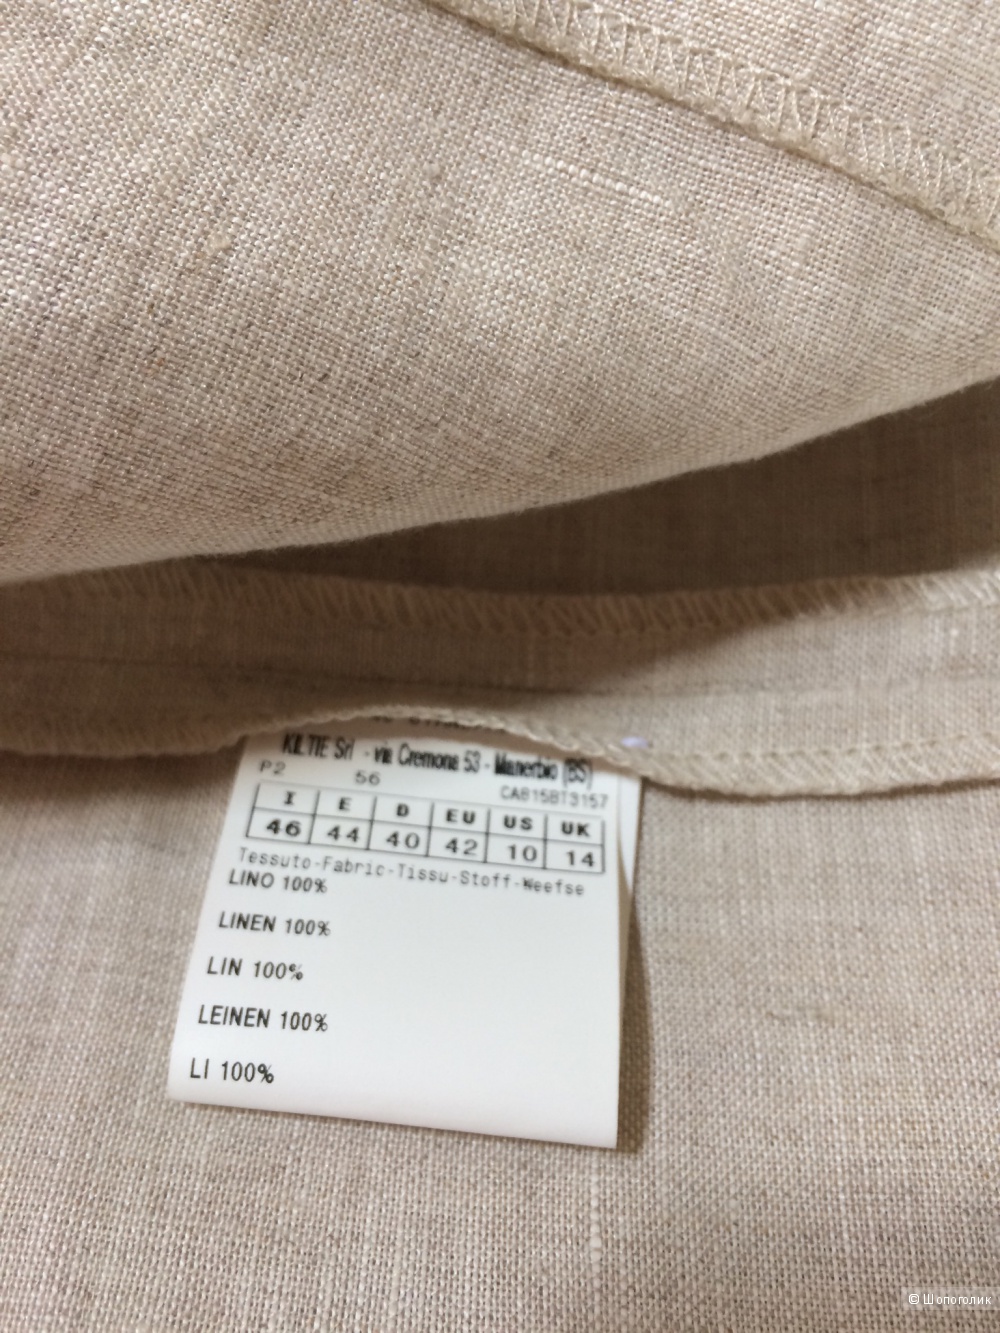 KILTIE Srl - via Cremona 53 - Manerbio (BS)
P2 56 CAB15BT3157
I E D EU US UK
46 44 40 42 10 14
Tessuto-Fabric-Tissu-Stoff-Weefse
LINO 100%
LINEN 100%
LIN 100%
LEINEN 100%
LI 100%
© Шопоголик